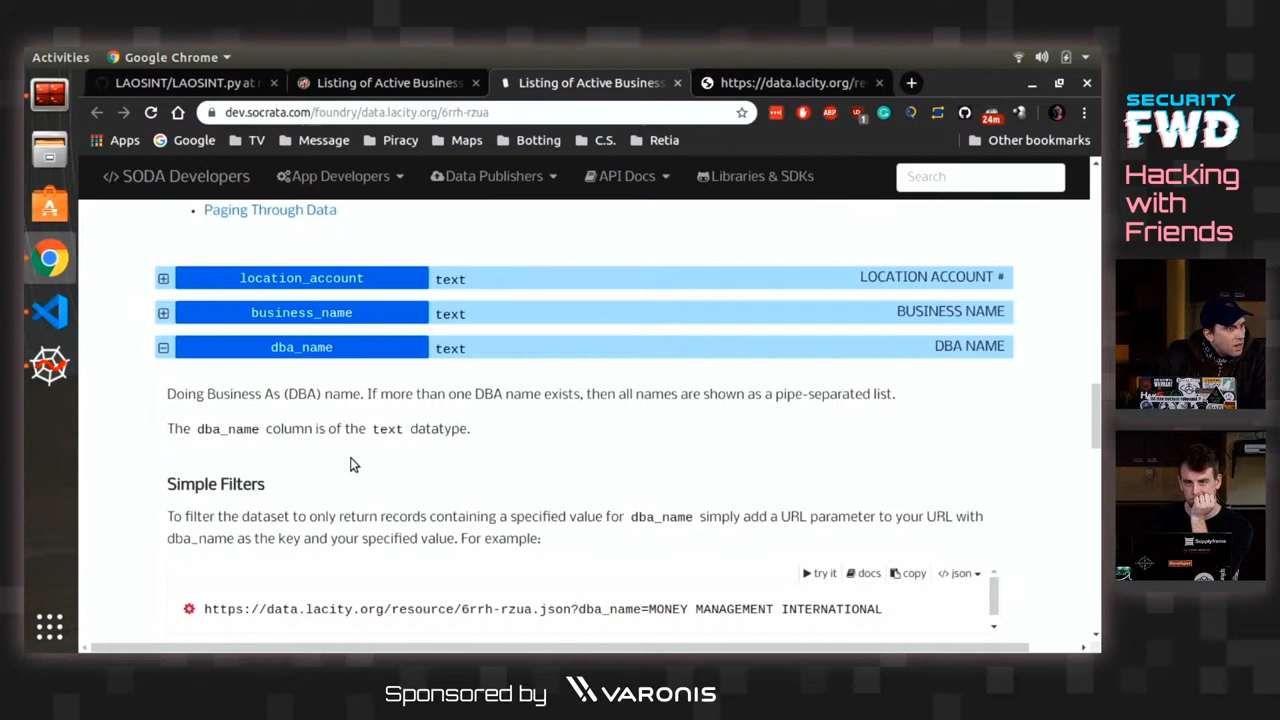 Activities
Google Chrome
LAOSINT/LAOSINT.py at
Listing of Active Business
Listing of Active Business
https://data.lacity.org/re
dev.socrata.com/foundry/data.lacity.org/6rrh-rzua
ABP
1
24m
Apps
Google
TV
Message
Piracy
Maps
Botting
C.S.
Retia
Other bookmarks
</> SODA Developers
App Developers
Data Publishers
API Docs
Libraries & SDKs
Search
• Paging Through Data
location_account text LOCATION ACCOUNT #
business_name text BUSINESS NAME
dba_name text DBA NAME
Doing Business As (DBA) name. If more than one DBA name exists, then all names are shown as a pipe-separated list.
The dba_name column is of the text datatype.
Simple Filters
To filter the dataset to only return records containing a specified value for dba_name simply add a URL parameter to your URL with
dba_name as the key and your specified value. For example:
try it docs copy </> json
https://data.lacity.org/resource/6rrh-rzua.json?dba_name=MONEY MANAGEMENT INTERNATIONAL
SECURITY
FWD
Hacking
with
Friends
Supplyframe
Sponsored by VARONIS